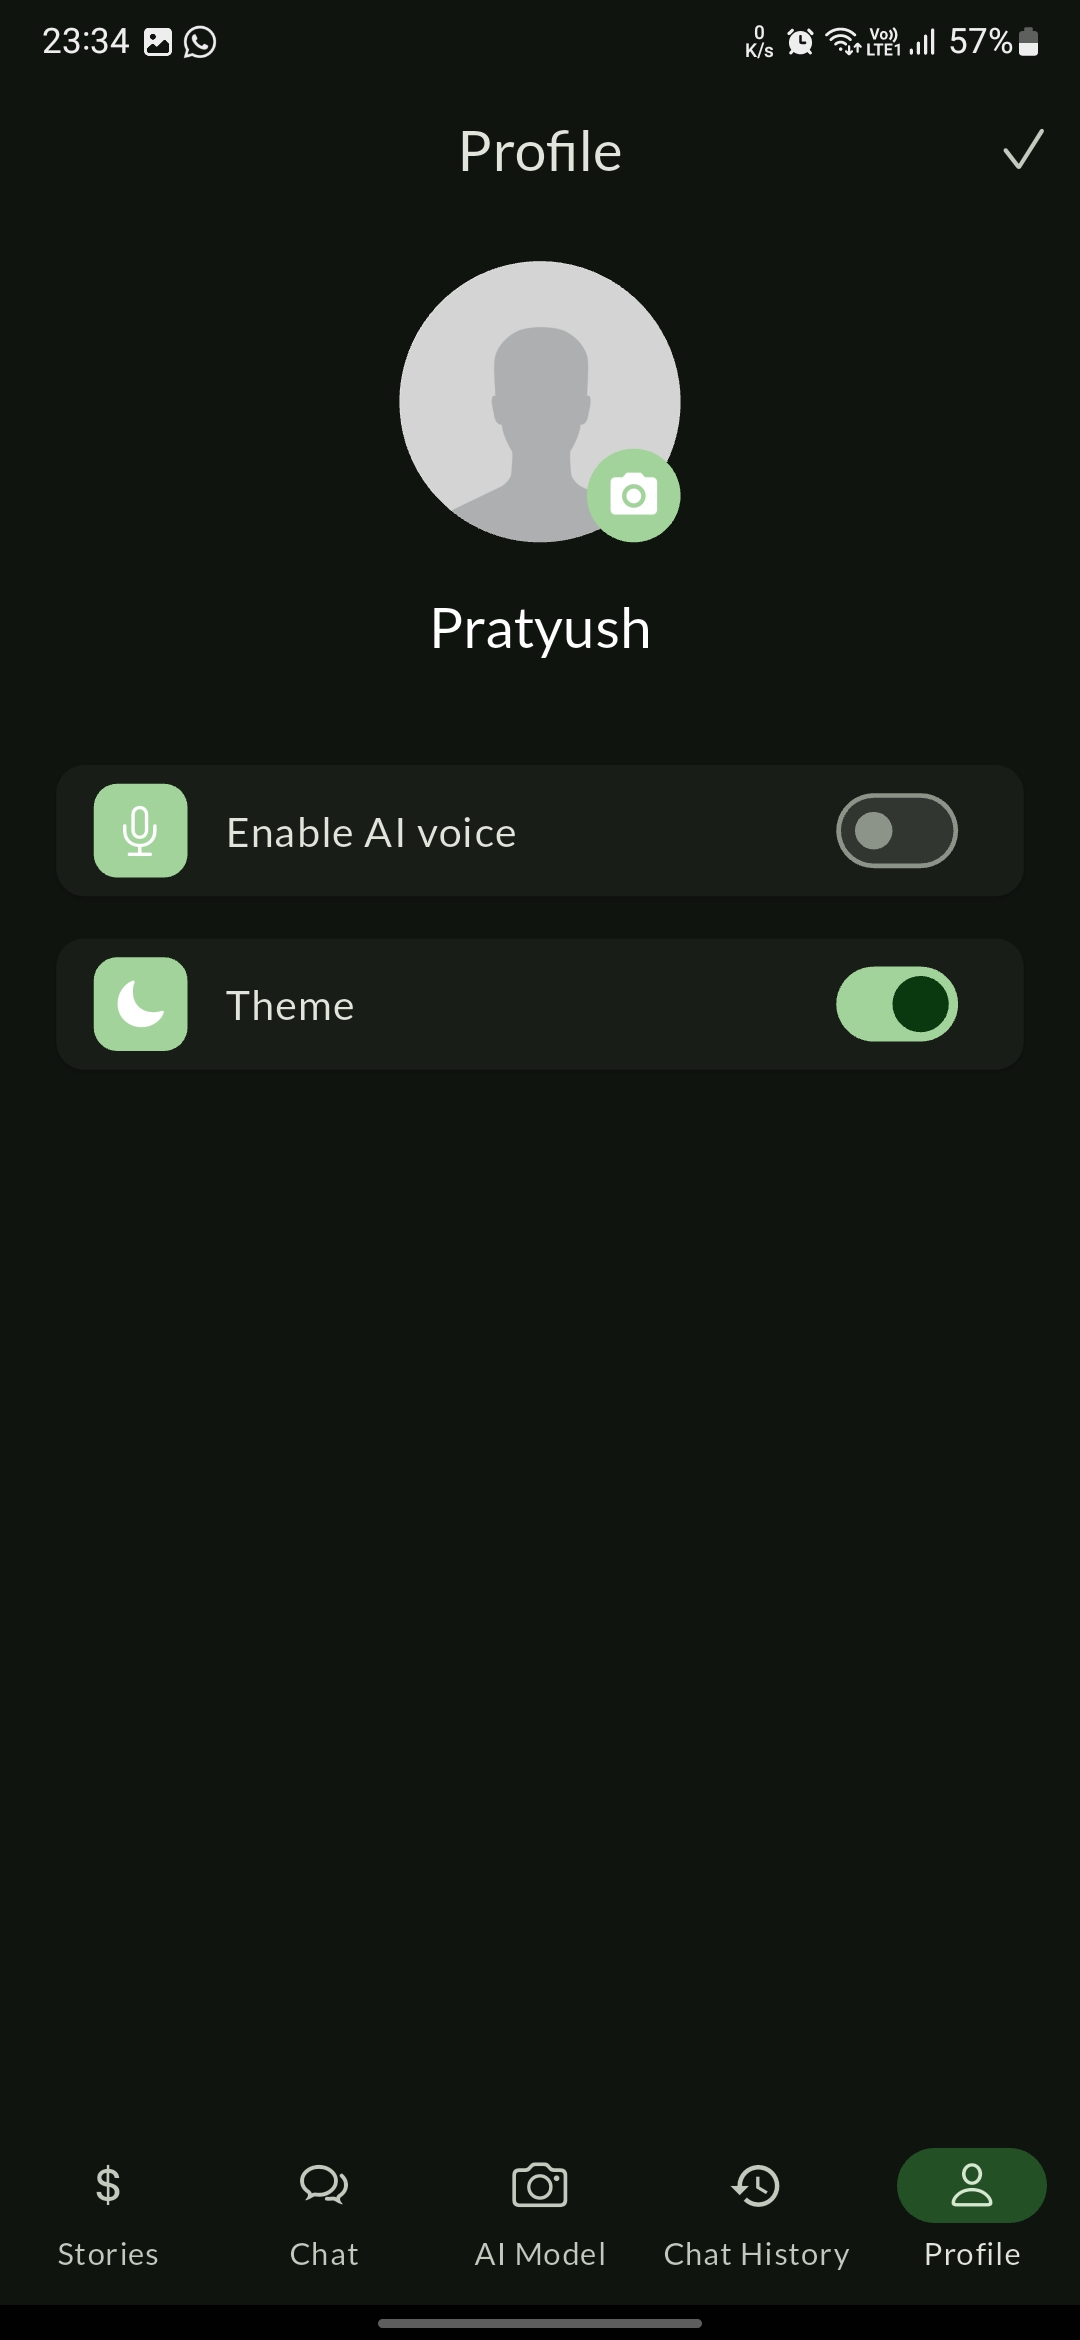 23:34
0
K/s
Vo))
LTE1
57%
Profile
Pratyush
Enable AI voice
Theme
$
Stories
Chat
AI Model
Chat History
Profile